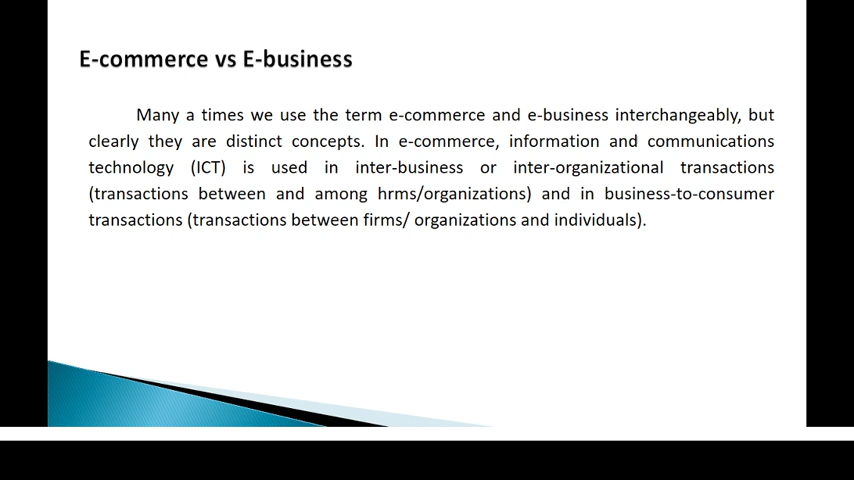 E-commerce vs E-business
Many a times we use the term e-commerce and e-business interchangeably, but
clearly they are distinct concepts. In e-commerce, information and communications
technology (ICT) is used in inter-business or inter-organizational transactions
(transactions between and among hrms/organizations) and in business-to-consumer
transactions (transactions between firms/ organizations and individuals).